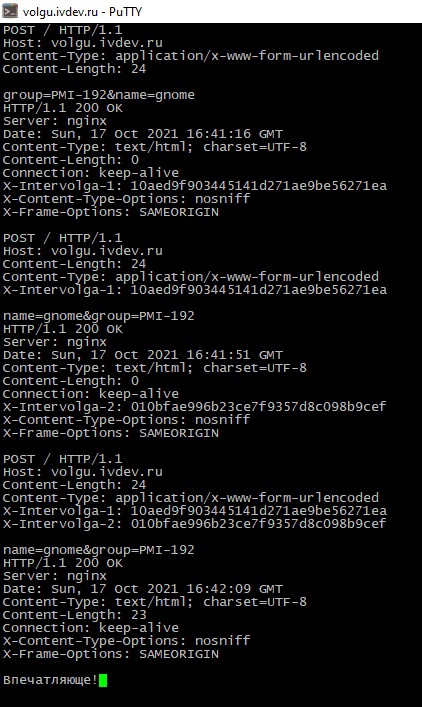 volgu.ivdev.ru - PuTTY
POST / HTTP/1.1
Host: volgu.ivdev.ru
Content-Type: application/x-www-form-urlencoded
Content-Length: 24
group=PMI-192&name=gnome
HTTP/1.1 200 OK
Server: nginx
Date: Sun, 17 Oct 2021 16:41:16 GMT
Content-Type: text/html; charset=UTF-8
Content-Length: 0
Connection: keep-alive
X-Intervolga-1: 10aed9f903445141d271ae9be56271ea
X-Content-Type-Options: nosniff
X-Frame-Options: SAMEORIGIN
POST / HTTP/1.1
Host: volgu.ivdev.ru
Content-Length: 24
Content-Type: application/x-www-form-urlencoded
X-Intervolga-1: 10aed9f903445141d271ae9be56271ea
name=gnome&group=PMI-192
HTTP/1.1 200 OK
Server: nginx
Date: Sun, 17 Oct 2021 16:41:51 GMT
Content-Type: text/html; charset=UTF-8
Content-Length: 0
Connection: keep-alive
X-Intervolga-2: 010bfae996b23ce7f9357d8c098b9cef
X-Content-Type-Options: nosniff
X-Frame-Options: SAMEORIGIN
POST / HTTP/1.1
Host: volgu.ivdev.ru
Content-Length: 24
Content-Type: application/x-www-form-urlencoded
X-Intervolga-1: 10aed9f903445141d271ae9be56271ea
X-Intervolga-2: 010bfae996b23ce7f9357d8c098b9cef
name=gnome&group=PMI-192
HTTP/1.1 200 OK
Server: nginx
Date: Sun, 17 Oct 2021 16:42:09 GMT
Content-Type: text/html; charset=UTF-8
Content-Length: 23
Connection: keep-alive
X-Content-Type-Options: nosniff
X-Frame-Options: SAMEORIGIN
Впечатляюще!